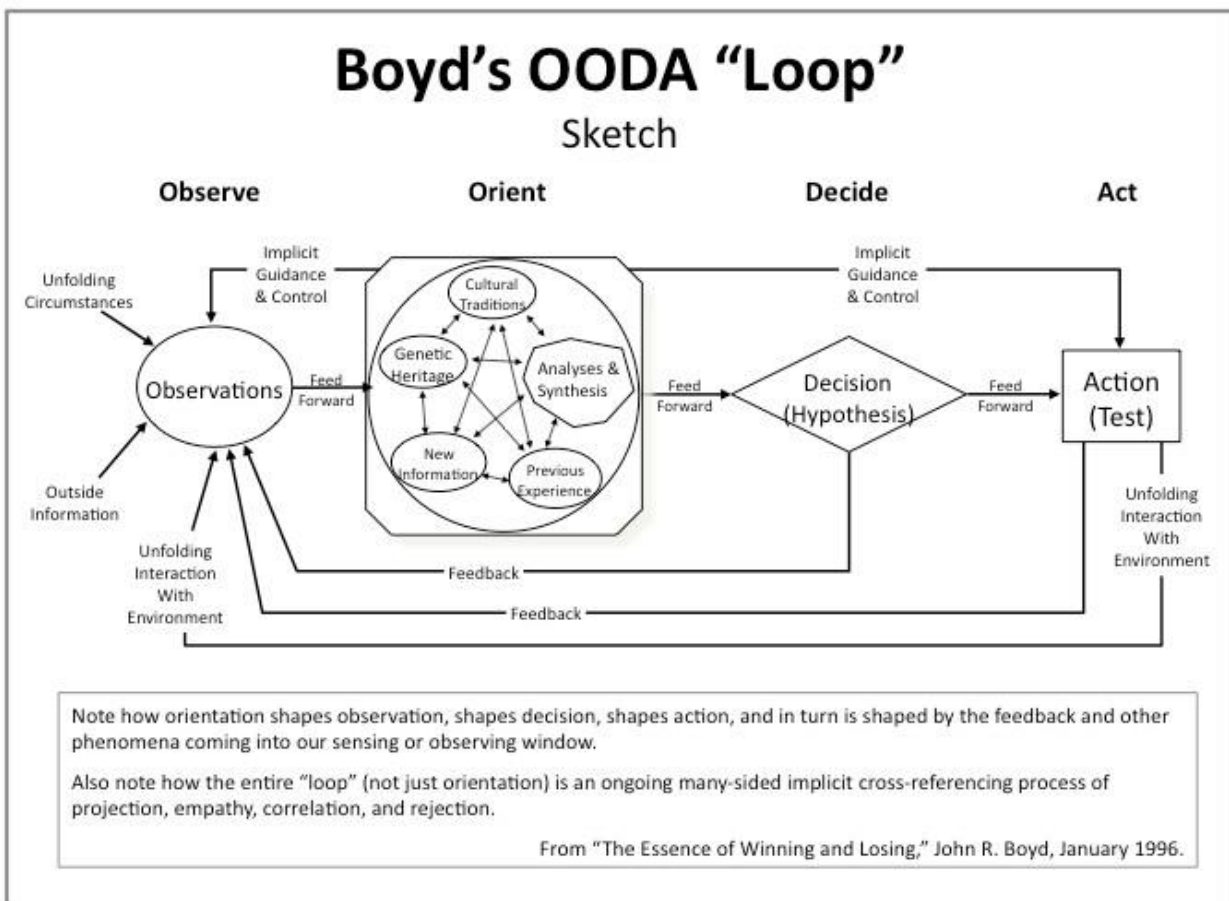 Boyd’s OODA “Loop”
Sketch
Observe
Orient
Decide
Act
Implicit
Guidance
& Control
Implicit
Guidance
& Control
Unfolding
Circumstances
Cultural
Traditions
Genetic
Heritage
Analyses &
Synthesis
New
Information
Previous
Experience
Observations
Feed
Forward
Feed
Forward
Decision
(Hypothesis)
Feed
Forward
Action
(Test)
Outside
Information
Unfolding
Interaction
With
Environment
Unfolding
Interaction
With
Environment
Feedback
Feedback
Note how orientation shapes observation, shapes decision, shapes action, and in turn is shaped by the feedback and other
phenomena coming into our sensing or observing window.
Also note how the entire “loop” (not just orientation) is an ongoing many-sided implicit cross-referencing process of
projection, empathy, correlation, and rejection.
From “The Essence of Winning and Losing,” John R. Boyd, January 1996.